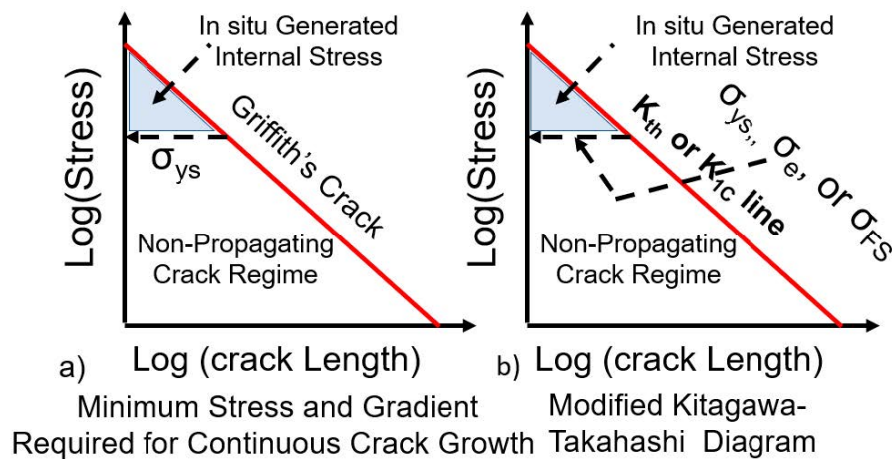 In situ Generated
Internal Stress
Log(Stress)
Griffith's Crack
σys
Non-Propagating
Crack Regime
Log (crack Length)
a)
Minimum Stress and Gradient
Required for Continuous Crack Growth
In situ Generated
Internal Stress
Log(Stress)
Kth or K1C line
σys,, σe, or σFS
Non-Propagating
Crack Regime
Log (crack Length)
b)
Modified Kitagawa-
Takahashi Diagram